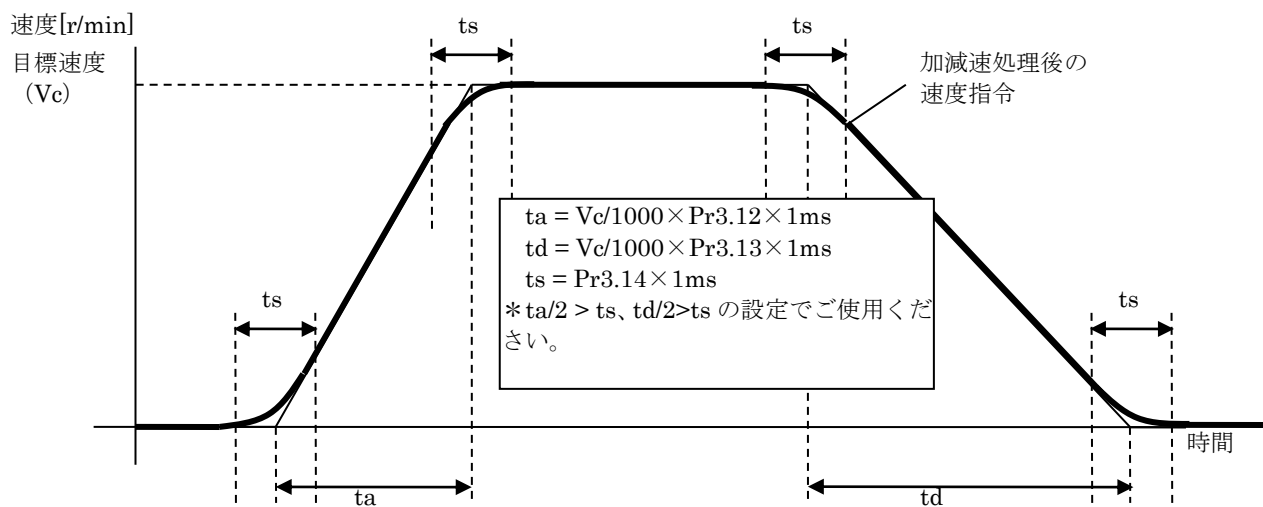 速度[r/min]
目標速度
（Vc）
ts
ts
加減速処理後の
速度指令
ta = Vc/1000×Pr3.12×1ms
td = Vc/1000×Pr3.13×1ms
ts = Pr3.14×1ms
＊ta/2 > ts、td/2>ts の設定でご使用くだ
さい。
ts
ts
時間
ta
td